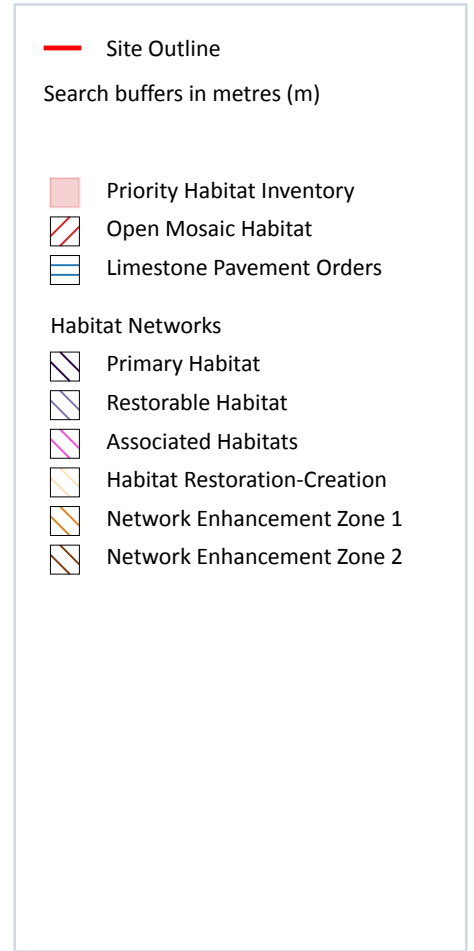 Site Outline
Search buffers in metres (m)
Priority Habitat Inventory
Open Mosaic Habitat
Limestone Pavement Orders
Habitat Networks
Primary Habitat
Restorable Habitat
Associated Habitats
Habitat Restoration-Creation
Network Enhancement Zone 1
Network Enhancement Zone 2